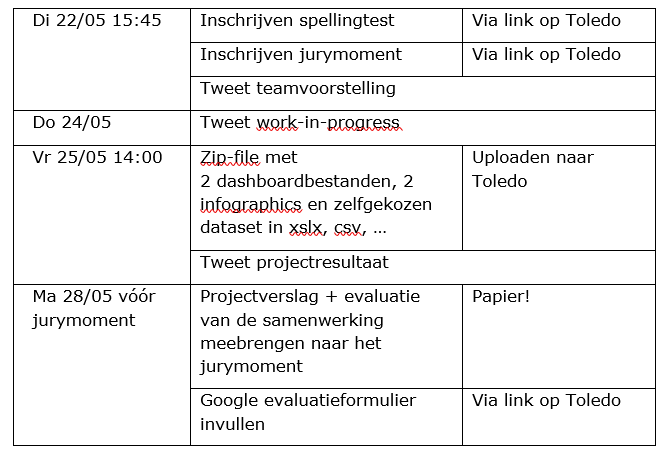 Di 22/05 15:45
Inschrijven spellingtest
Via link op Toledo
Inschrijven jurymoment
Via link op Toledo
Tweet teamvoorstelling
Do 24/05
Tweet work-in-progress
Vr 25/05 14:00
Zip-file met
2 dashboardbestanden, 2
infographics en zelfgekozen
dataset in xslx, csv, …
Uploaden naar
Toledo
Tweet projectresultaat
Ma 28/05 vóór
jurymoment
Projectverslag + evaluatie
van de samenwerking
meebrengen naar het
jurymoment
Papier!
Google evaluatieformulier
invullen
Via link op Toledo